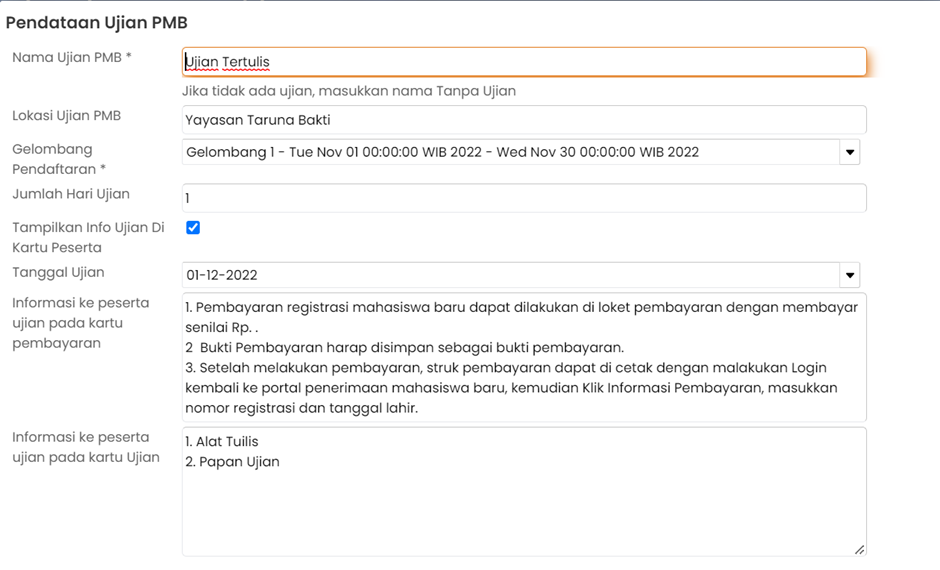 Pendataan Ujian PMB
Nama Ujian PMB *
Ujian Tertulis
Jika tidak ada ujian, masukkan nama Tanpa Ujian
Lokasi Ujian PMB
Yayasan Taruna Bakti
Gelombang
Pendaftaran *
Gelombang 1 - Tue Nov 01 00:00:00 WIB 2022 - Wed Nov 30 00:00:00 WIB 2022
Jumlah Hari Ujian
1
Tampilkan Info Ujian Di
Kartu Peserta
Tanggal Ujian
01-12-2022
Informasi ke peserta
ujian pada kartu
pembayaran
1. Pembayaran registrasi mahasiswa baru dapat dilakukan di loket pembayaran dengan membayar
senilai Rp. .
2  Bukti Pembayaran harap disimpan sebagai bukti pembayaran.
3. Setelah melakukan pembayaran, struk pembayaran dapat di cetak dengan malakukan Login
kembali ke portal penerimaan mahasiswa baru, kemudian Klik Informasi Pembayaran, masukkan
nomor registrasi dan tanggal lahir.
Informasi ke peserta
ujian pada kartu Ujian
1. Alat Tuilis
2. Papan Ujian